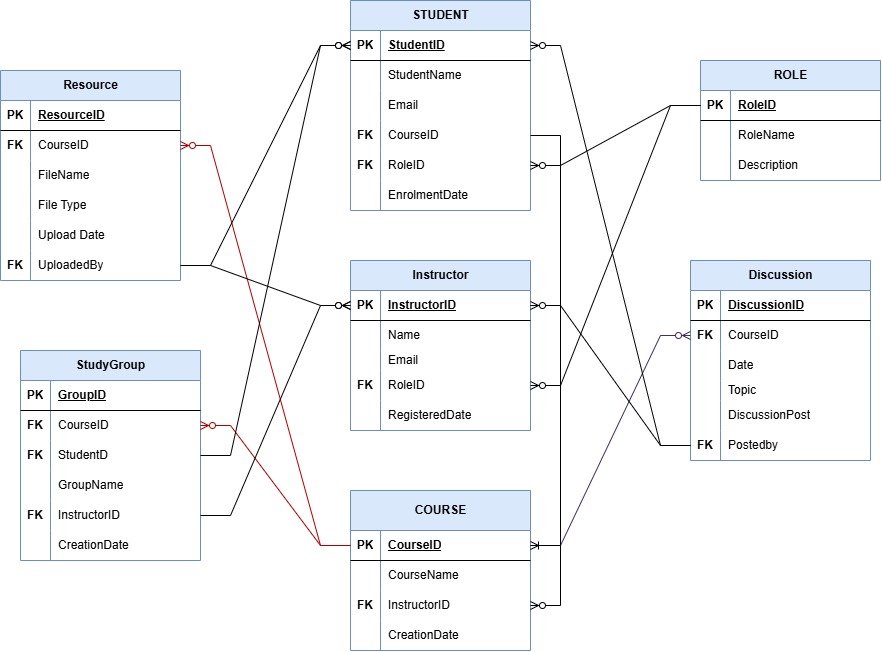 STUDENT
PK StudentID
StudentName
Email
FK CourseID
FK RoleID
EnrolmentDate
Resource
PK ResourceID
FK CourseID
FileName
File Type
Upload Date
FK UploadedBy
ROLE
PK RoleID
RoleName
Description
Instructor
PK InstructorID
Name
Email
FK RoleID
RegisteredDate
Discussion
PK DiscussionID
FK CourseID
Date
Topic
DiscussionPost
FK Postedby
StudyGroup
PK GroupID
FK CourseID
FK StudentD
GroupName
FK InstructorID
CreationDate
COURSE
PK CourseID
CourseName
FK InstructorID
CreationDate